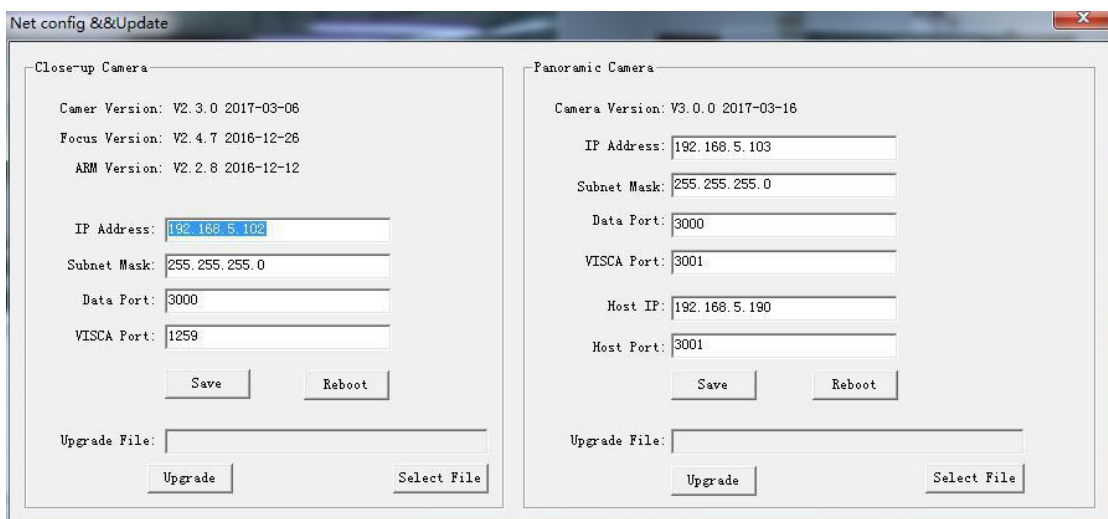 Net config &&Update
Close-up Camera
Camer Version: V2.3.0 2017-03-06
Focus Version: V2.4.7 2016-12-26
ARM Version: V2.2.8 2016-12-12
IP Address: 192.168.5.102
Subnet Mask: 255.255.255.0
Data Port: 3000
VISCA Port: 1259
Save Reboot
Upgrade File:
Upgrade Select File
Panoramic Camera
Camera Version: V3.0.0 2017-03-16
IP Address: 192.168.5.103
Subnet Mask: 255.255.255.0
Data Port: 3000
VISCA Port: 3001
Host IP: 192.168.5.190
Host Port: 3001
Save Reboot
Upgrade File:
Upgrade Select File